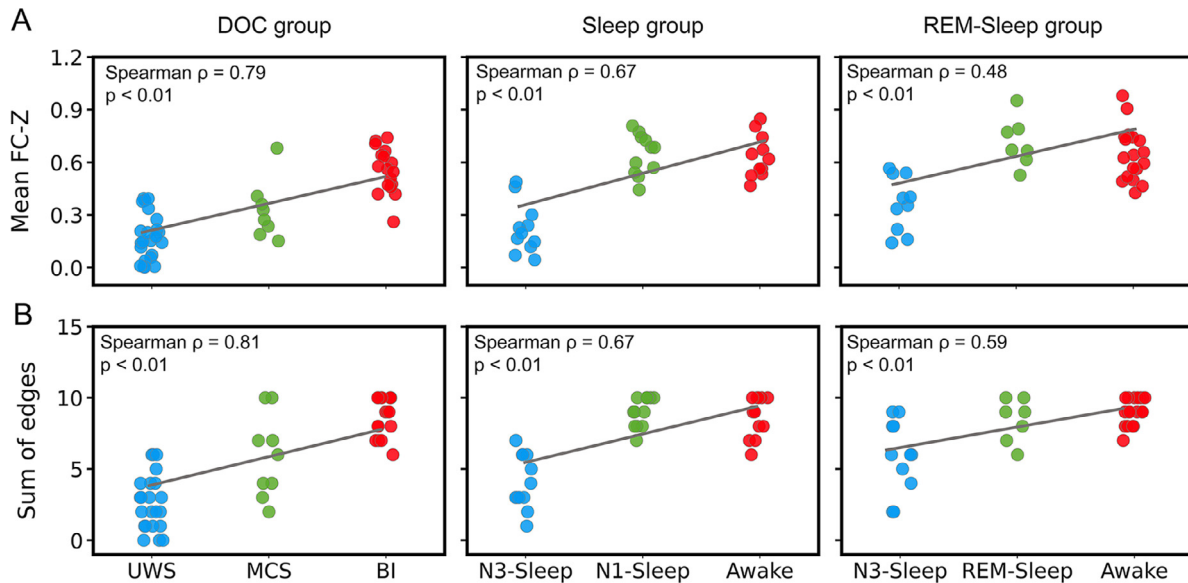 A
DOC group
Sleep group
REM-Sleep group
Mean FC-Z
1.2
0.9
0.6
0.3
0.0
Spearman ρ = 0.79
p < 0.01
Spearman ρ = 0.67
p < 0.01
Spearman ρ = 0.48
p < 0.01
B
Sum of edges
15
10
5
0
Spearman ρ = 0.81
p < 0.01
Spearman ρ = 0.67
p < 0.01
Spearman ρ = 0.59
p < 0.01
UWS MCS BI
N3-Sleep N1-Sleep Awake
N3-Sleep REM-Sleep Awake